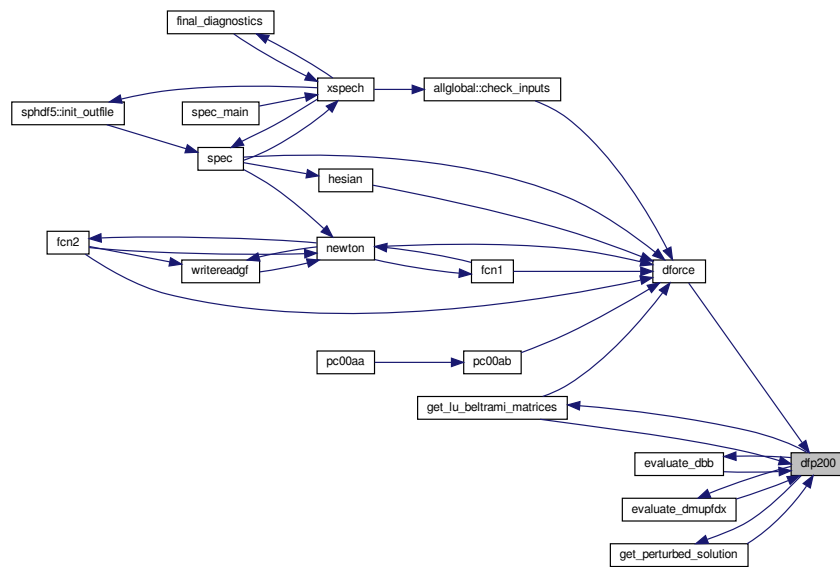 final_diagnostics
xspech
allglobal::check_inputs
sphdf5::init_outfile
spec_main
spec
hesian
fcn2
newton
writereadgf
fcn1
dforce
pc00aa
pc00ab
get_lu_beltrami_matrices
evaluate_dbb
dfp200
evaluate_dmupfdx
get_perturbed_solution